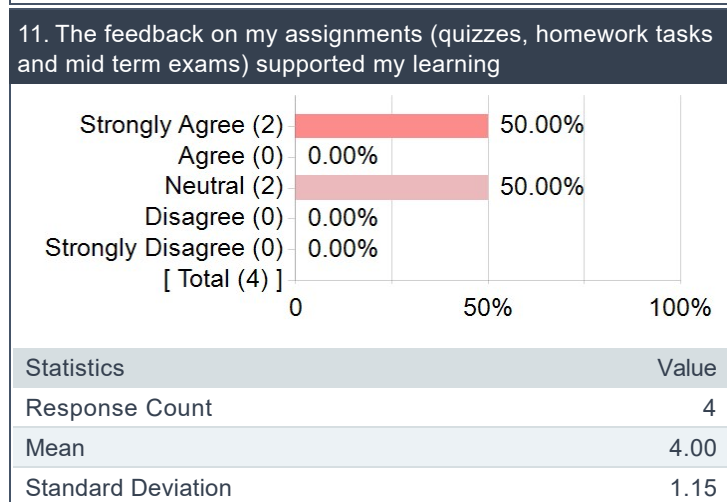 11. The feedback on my assignments (quizzes, homework tasks
and mid term exams) supported my learning
Strongly Agree (2) 50.00%
Agree (0) 0.00%
Neutral (2) 50.00%
Disagree (0) 0.00%
Strongly Disagree (0) 0.00%
[ Total (4) ]
0 50% 100%
Statistics Value
Response Count 4
Mean 4.00
Standard Deviation 1.15